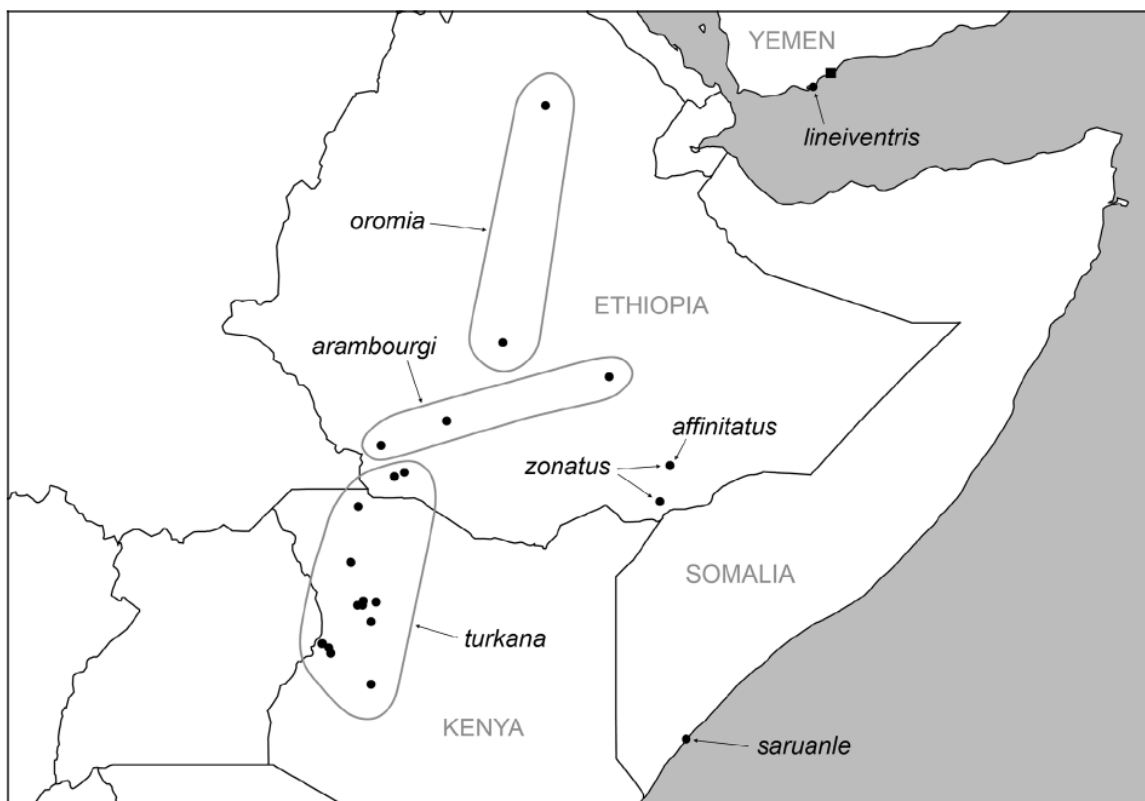 YEMEN
lineiventris
oromia
ETHIOPIA
arambourgi
affinitatus
zonatus
SOMALIA
turkana
KENYA
saruanle